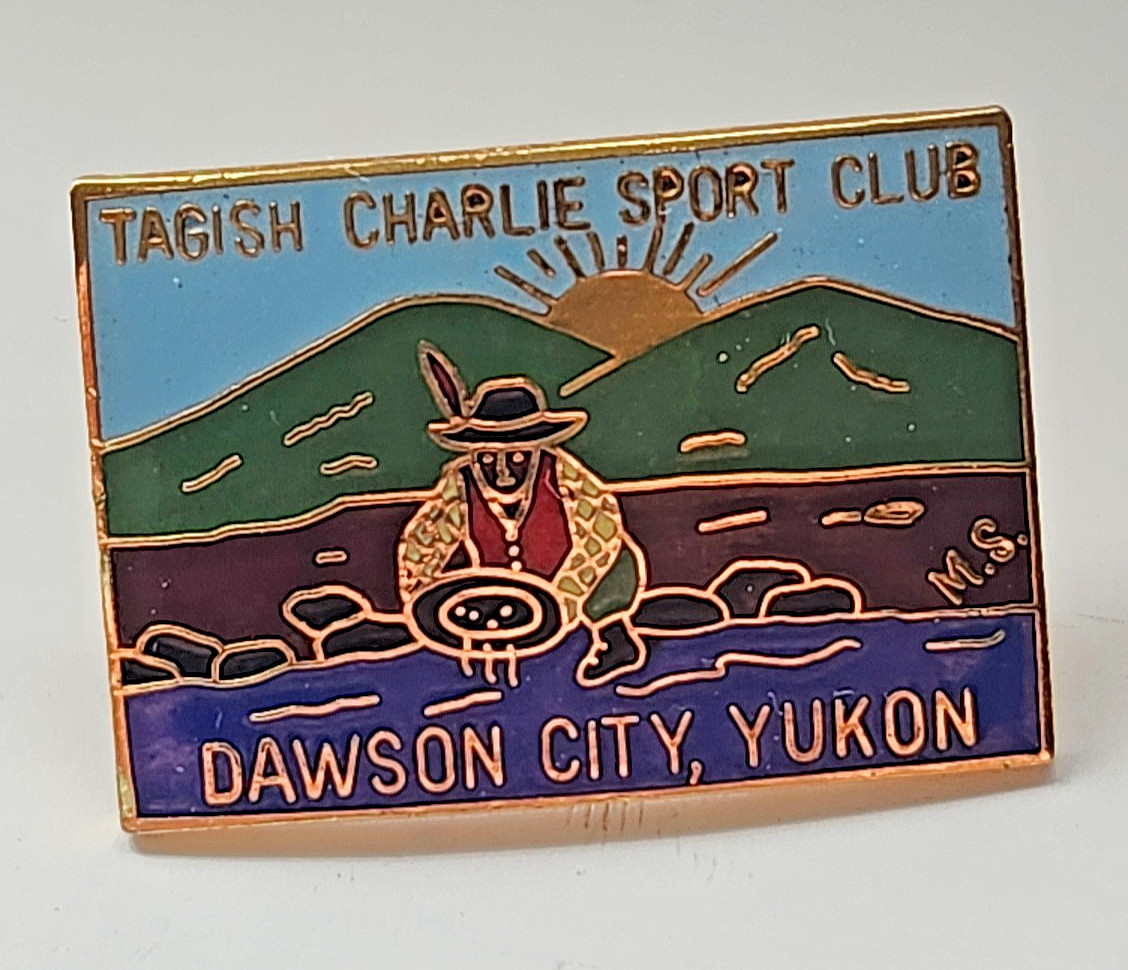 TAGISH CHARLIE SPORT CLUB
M.S.
DAWSON CITY, YUKON